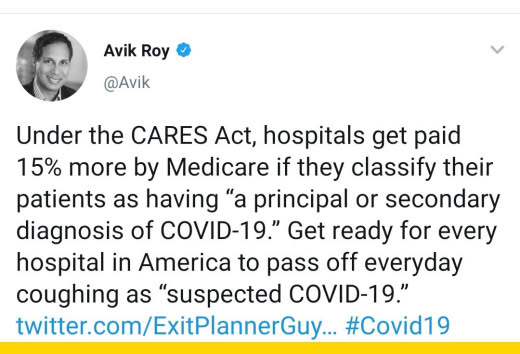 Avik Roy
@Avik
Under the CARES Act, hospitals get paid
15% more by Medicare if they classify their
patients as having “a principal or secondary
diagnosis of COVID-19.” Get ready for every
hospital in America to pass off everyday
coughing as “suspected COVID-19.”
twitter.com/ExitPlannerGuy… #Covid19